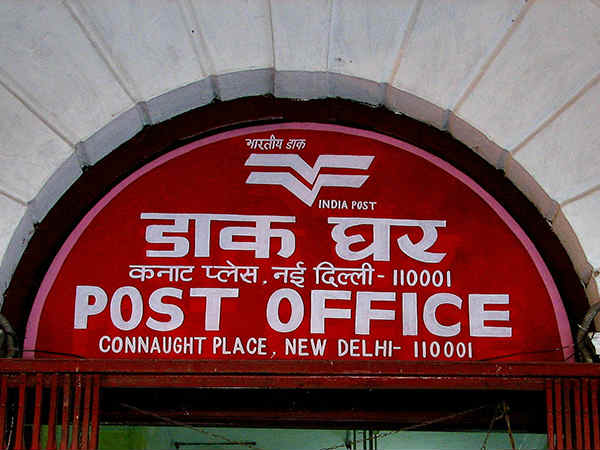 भारतीय डाक
INDIA POST
डाक घर
कनाट प्लेस, नई दिल्ली - 110001
POST OFFICE
CONNAUGHT PLACE, NEW DELHI - 110001